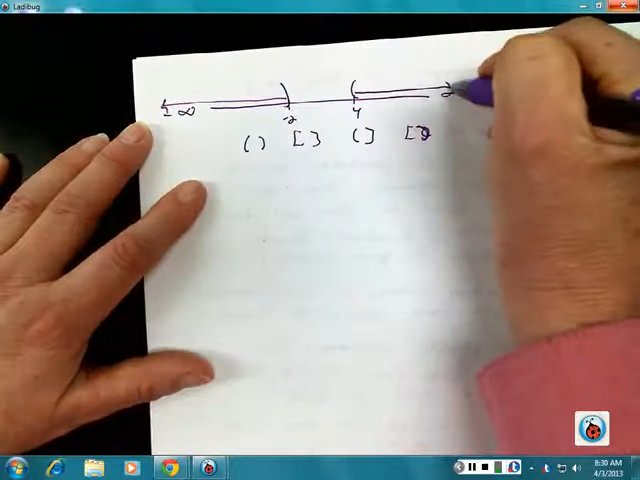 Ladibug
) (
- ∞ -2 4
( ) [ ] ( ] [
8:30 AM
4/3/2013